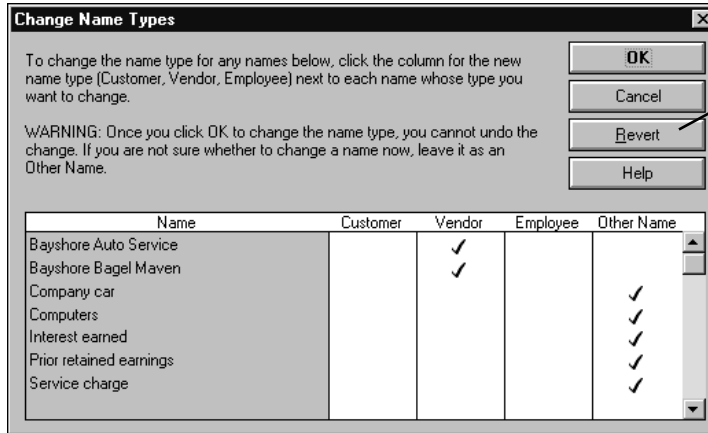 Change Name Types
To change the name type for any names below, click the column for the new
name type (Customer, Vendor, Employee) next to each name whose type you
want to change.
WARNING: Once you click OK to change the name type, you cannot undo the
change. If you are not sure whether to change a name now, leave it as an
Other Name.
OK
Cancel
Revert
Help
Name Customer Vendor Employee Other Name
Bayshore Auto Service
Bayshore Bagel Maven
Company car
Computers
Interest earned
Prior retained earnings
Service charge